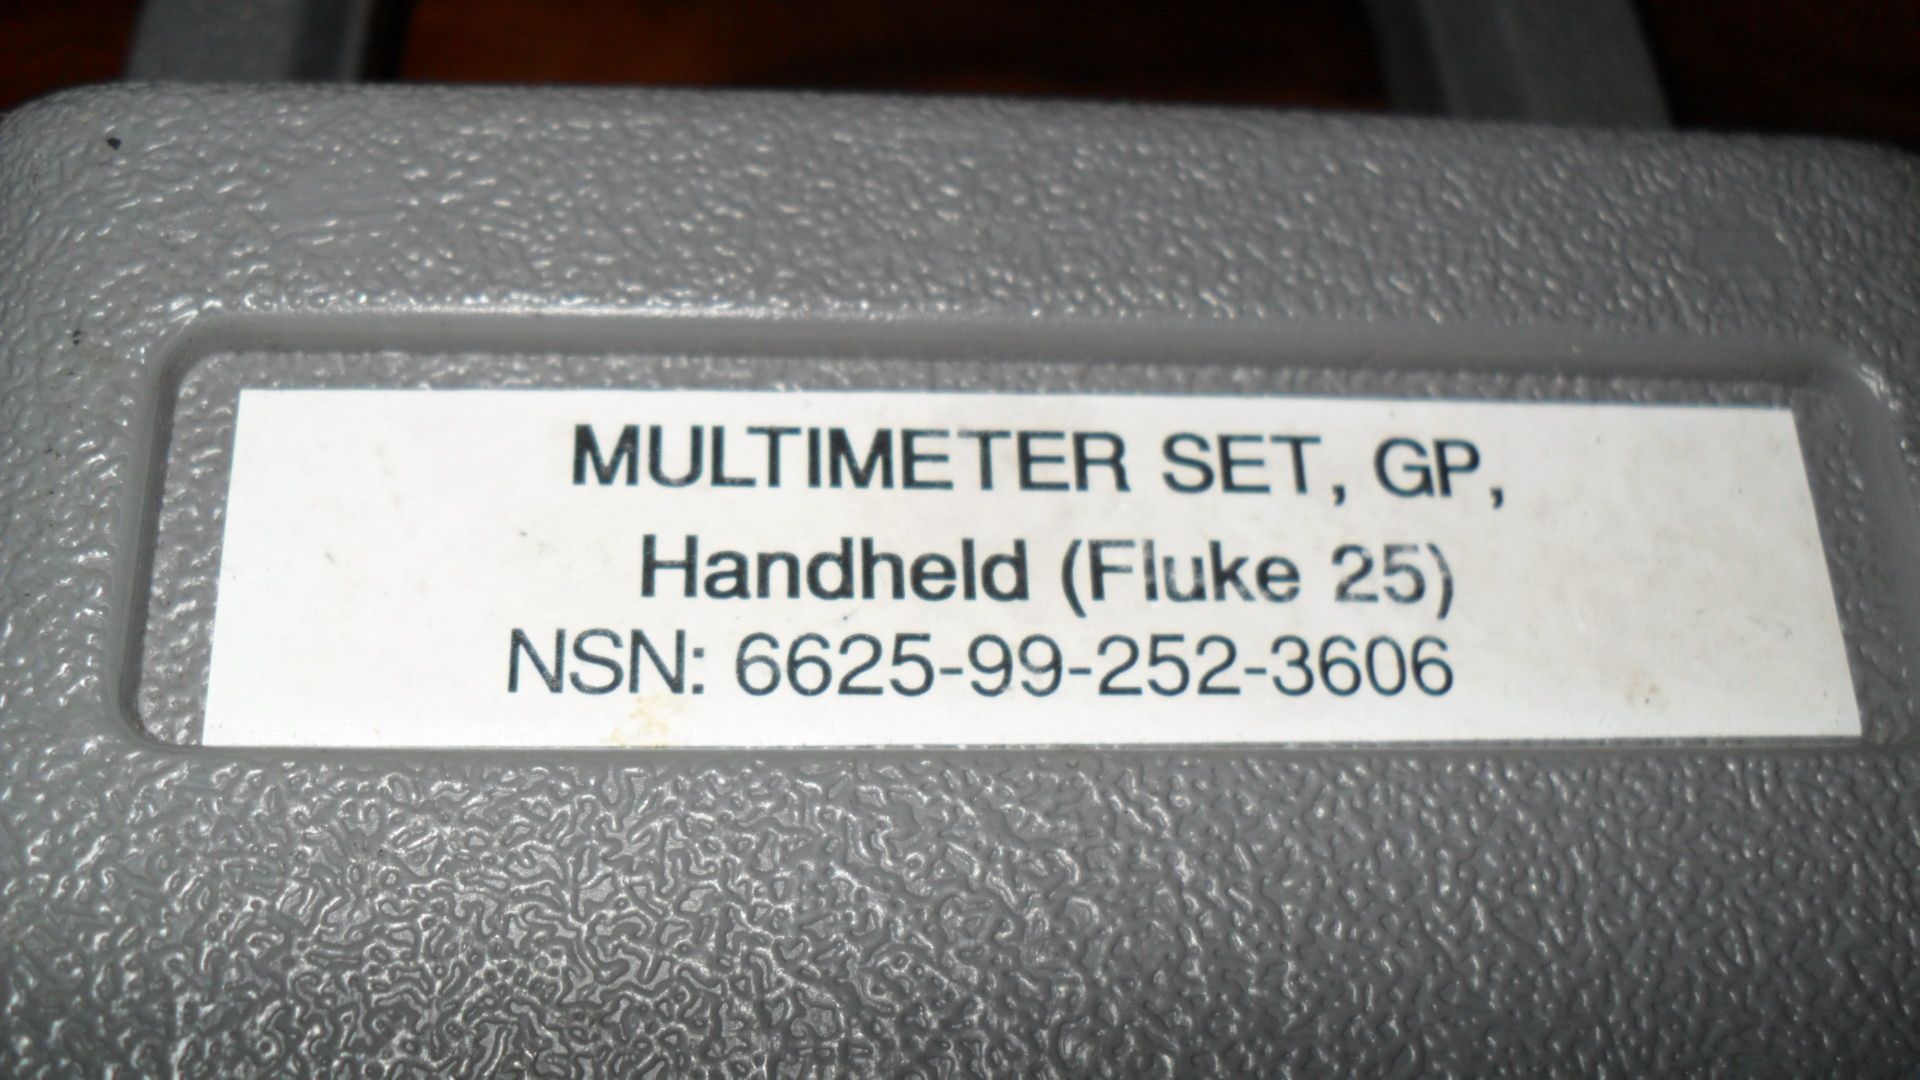 MULTIMETER SET, GP,
Handheld (Fluke 25)
NSN: 6625-99-252-3606